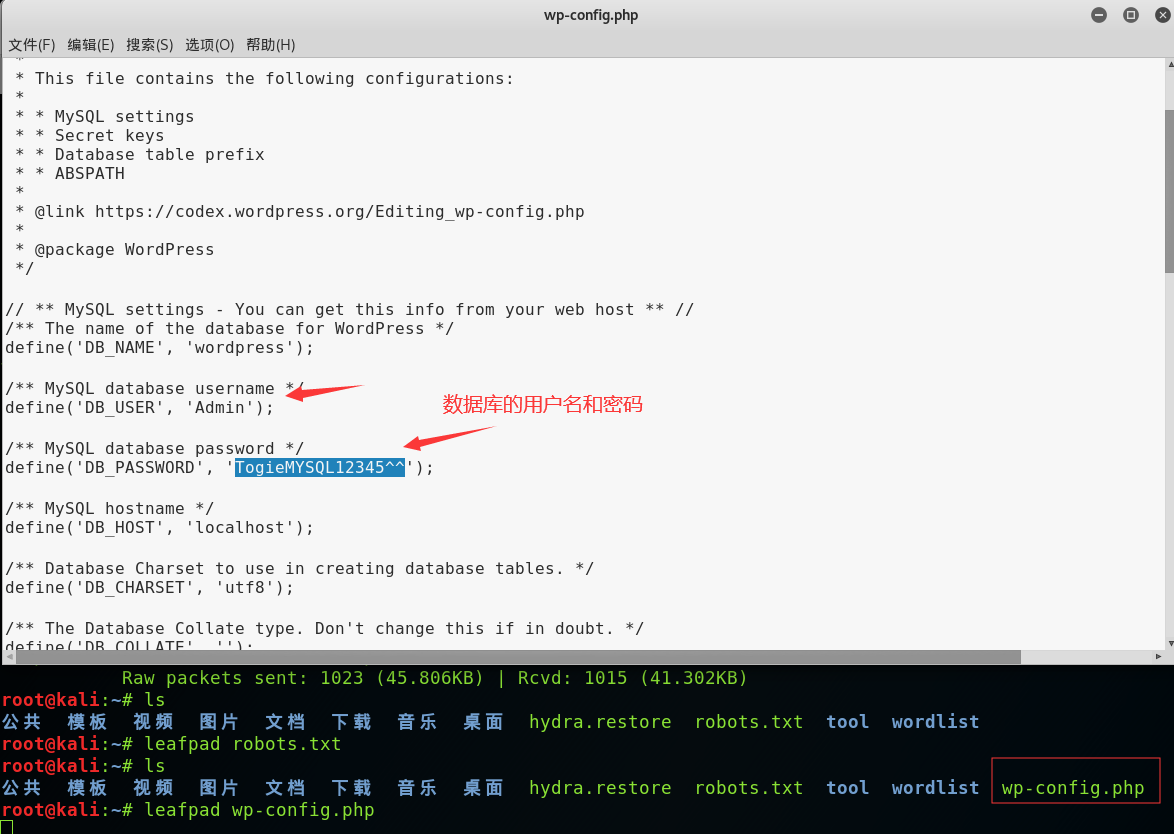 wp-config.php
文件(F) 编辑(E) 搜索(S) 选项(O) 帮助(H)
*
* This file contains the following configurations:
*
* * MySQL settings
* * Secret keys
* * Database table prefix
* * ABSPATH
*
* @link https://codex.wordpress.org/Editing_wp-config.php
*
* @package WordPress
*/
// ** MySQL settings - You can get this info from your web host ** //
/** The name of the database for WordPress */
define('DB_NAME', 'wordpress');
/** MySQL database username */
define('DB_USER', 'Admin');
数据库的用户名和密码
/** MySQL database password */
define('DB_PASSWORD', 'TogieMYSQL12345^^');
/** MySQL hostname */
define('DB_HOST', 'localhost');
/** Database Charset to use in creating database tables. */
define('DB_CHARSET', 'utf8');
/** The Database Collate type. Don't change this if in doubt. */
define('DB_COLLATE', '');
Raw packets sent: 1023 (45.806KB) | Rcvd: 1015 (41.302KB)
root@kali:~# ls
公共 模板 视频 图片 文档 下载 音乐 桌面 hydra.restore robots.txt tool wordlist
root@kali:~# leafpad robots.txt
root@kali:~# ls
公共 模板 视频 图片 文档 下载 音乐 桌面 hydra.restore robots.txt tool wordlist wp-config.php
root@kali:~# leafpad wp-config.php